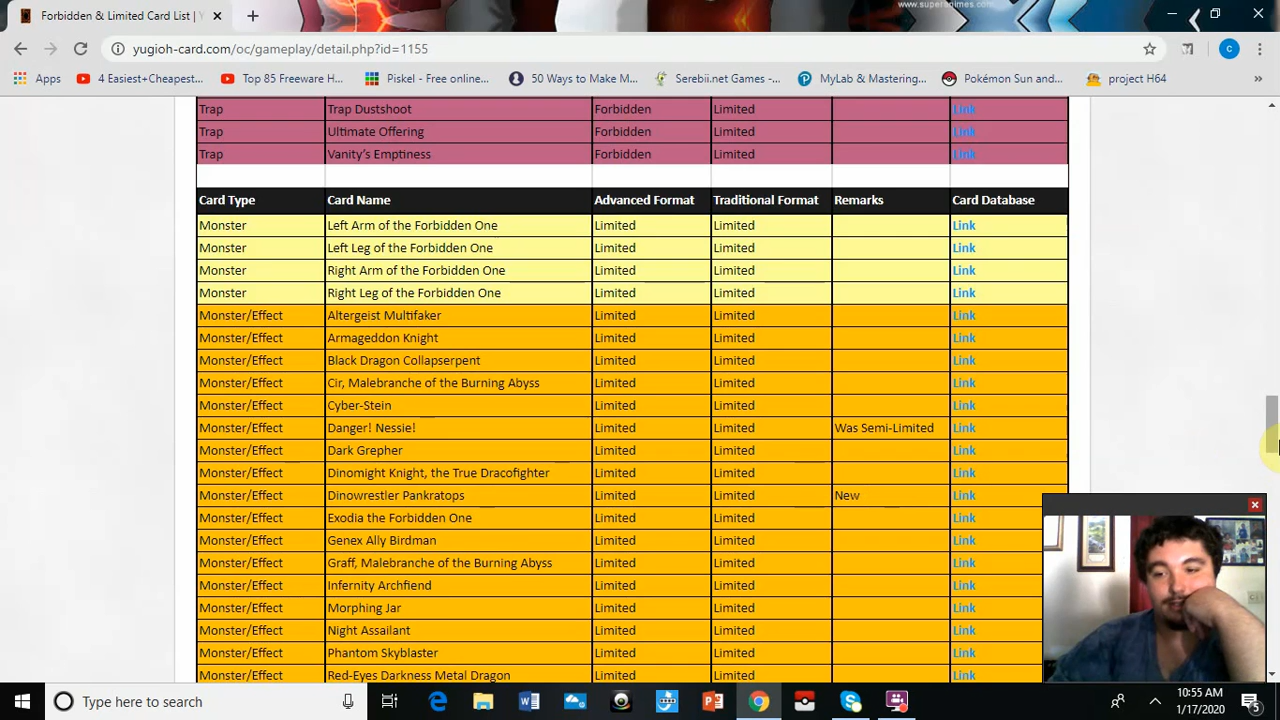 www.superanimes.com
Forbidden & Limited Card List | Y
yugioh-card.com/oc/gameplay/detail.php?id=1155
Apps 4 Easiest+Cheapest... Top 85 Freeware H... Piskel - Free online... 50 Ways to Make M... Serebii.net Games -... MyLab & Mastering... Pokémon Sun and... project H64 »
Trap Trap Dustshoot Forbidden Limited Link
Trap Ultimate Offering Forbidden Limited Link
Trap Vanity's Emptiness Forbidden Limited Link
Card Type Card Name Advanced Format Traditional Format Remarks Card Database
Monster Left Arm of the Forbidden One Limited Limited Link
Monster Left Leg of the Forbidden One Limited Limited Link
Monster Right Arm of the Forbidden One Limited Limited Link
Monster Right Leg of the Forbidden One Limited Limited Link
Monster/Effect Altergeist Multifaker Limited Limited Link
Monster/Effect Armageddon Knight Limited Limited Link
Monster/Effect Black Dragon Collapserpent Limited Limited Link
Monster/Effect Cir, Malebranche of the Burning Abyss Limited Limited Link
Monster/Effect Cyber-Stein Limited Limited Link
Monster/Effect Danger! Nessie! Limited Limited Was Semi-Limited Link
Monster/Effect Dark Grepher Limited Limited Link
Monster/Effect Dinomight Knight, the True Dracofighter Limited Limited Link
Monster/Effect Dinowrestler Pankratops Limited Limited New Link
Monster/Effect Exodia the Forbidden One Limited Limited Link
Monster/Effect Genex Ally Birdman Limited Limited Link
Monster/Effect Graff, Malebranche of the Burning Abyss Limited Limited Link
Monster/Effect Infernity Archfiend Limited Limited Link
Monster/Effect Morphing Jar Limited Limited Link
Monster/Effect Night Assailant Limited Limited Link
Monster/Effect Phantom Skyblaster Limited Limited Link
Monster/Effect Red-Eyes Darkness Metal Dragon Limited Limited Link
Type here to search
10:55 AM
1/17/2020
5